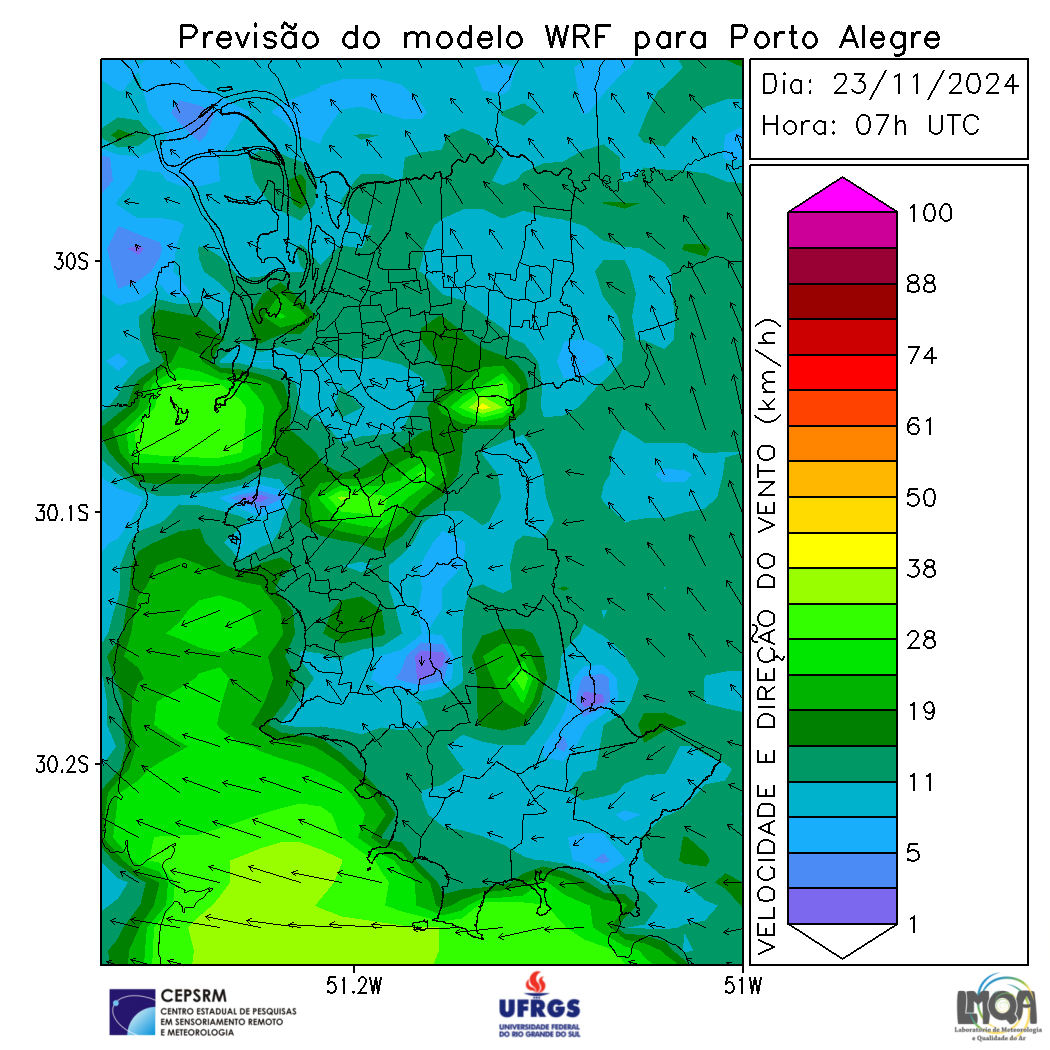 Previsão do modelo WRF para Porto Alegre
Dia: 23/11/2024
Hora: 07h UTC
30S
30.1S
30.2S
51.2W
51W
VELOCIDADE E DIREÇÃO DO VENTO (km/h)
100
88
74
61
50
38
28
19
11
5
1
CEPSRM
CENTRO ESTADUAL DE PESQUISAS
EM SENSORIAMENTO REMOTO
E METEOROLOGIA
UFRGS
UNIVERSIDADE FEDERAL
DO RIO GRANDE DO SUL
LMQA
Laboratório de Meteorologia
e Qualidade do Ar